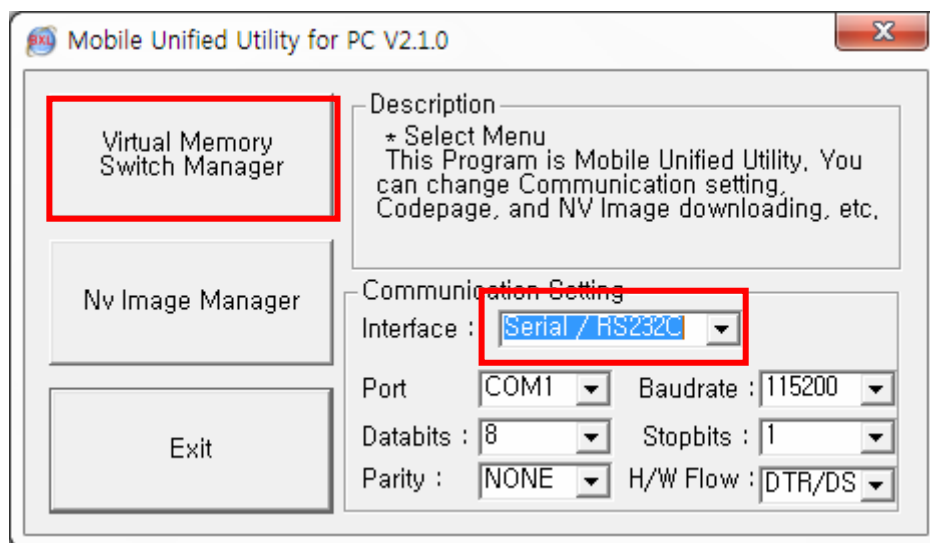 BXL Mobile Unified Utility for PC V2.1.0
Virtual Memory
Switch Manager
Nv Image Manager
Exit
Description
* Select Menu
This Program is Mobile Unified Utility, You
can change Communication setting,
Codepage, and NV Image downloading, etc,
Communication Setting
Interface : Serial / RS232C
Port COM1 Baudrate : 115200
Databits : 8 Stopbits : 1
Parity : NONE H/W Flow : DTR/DS